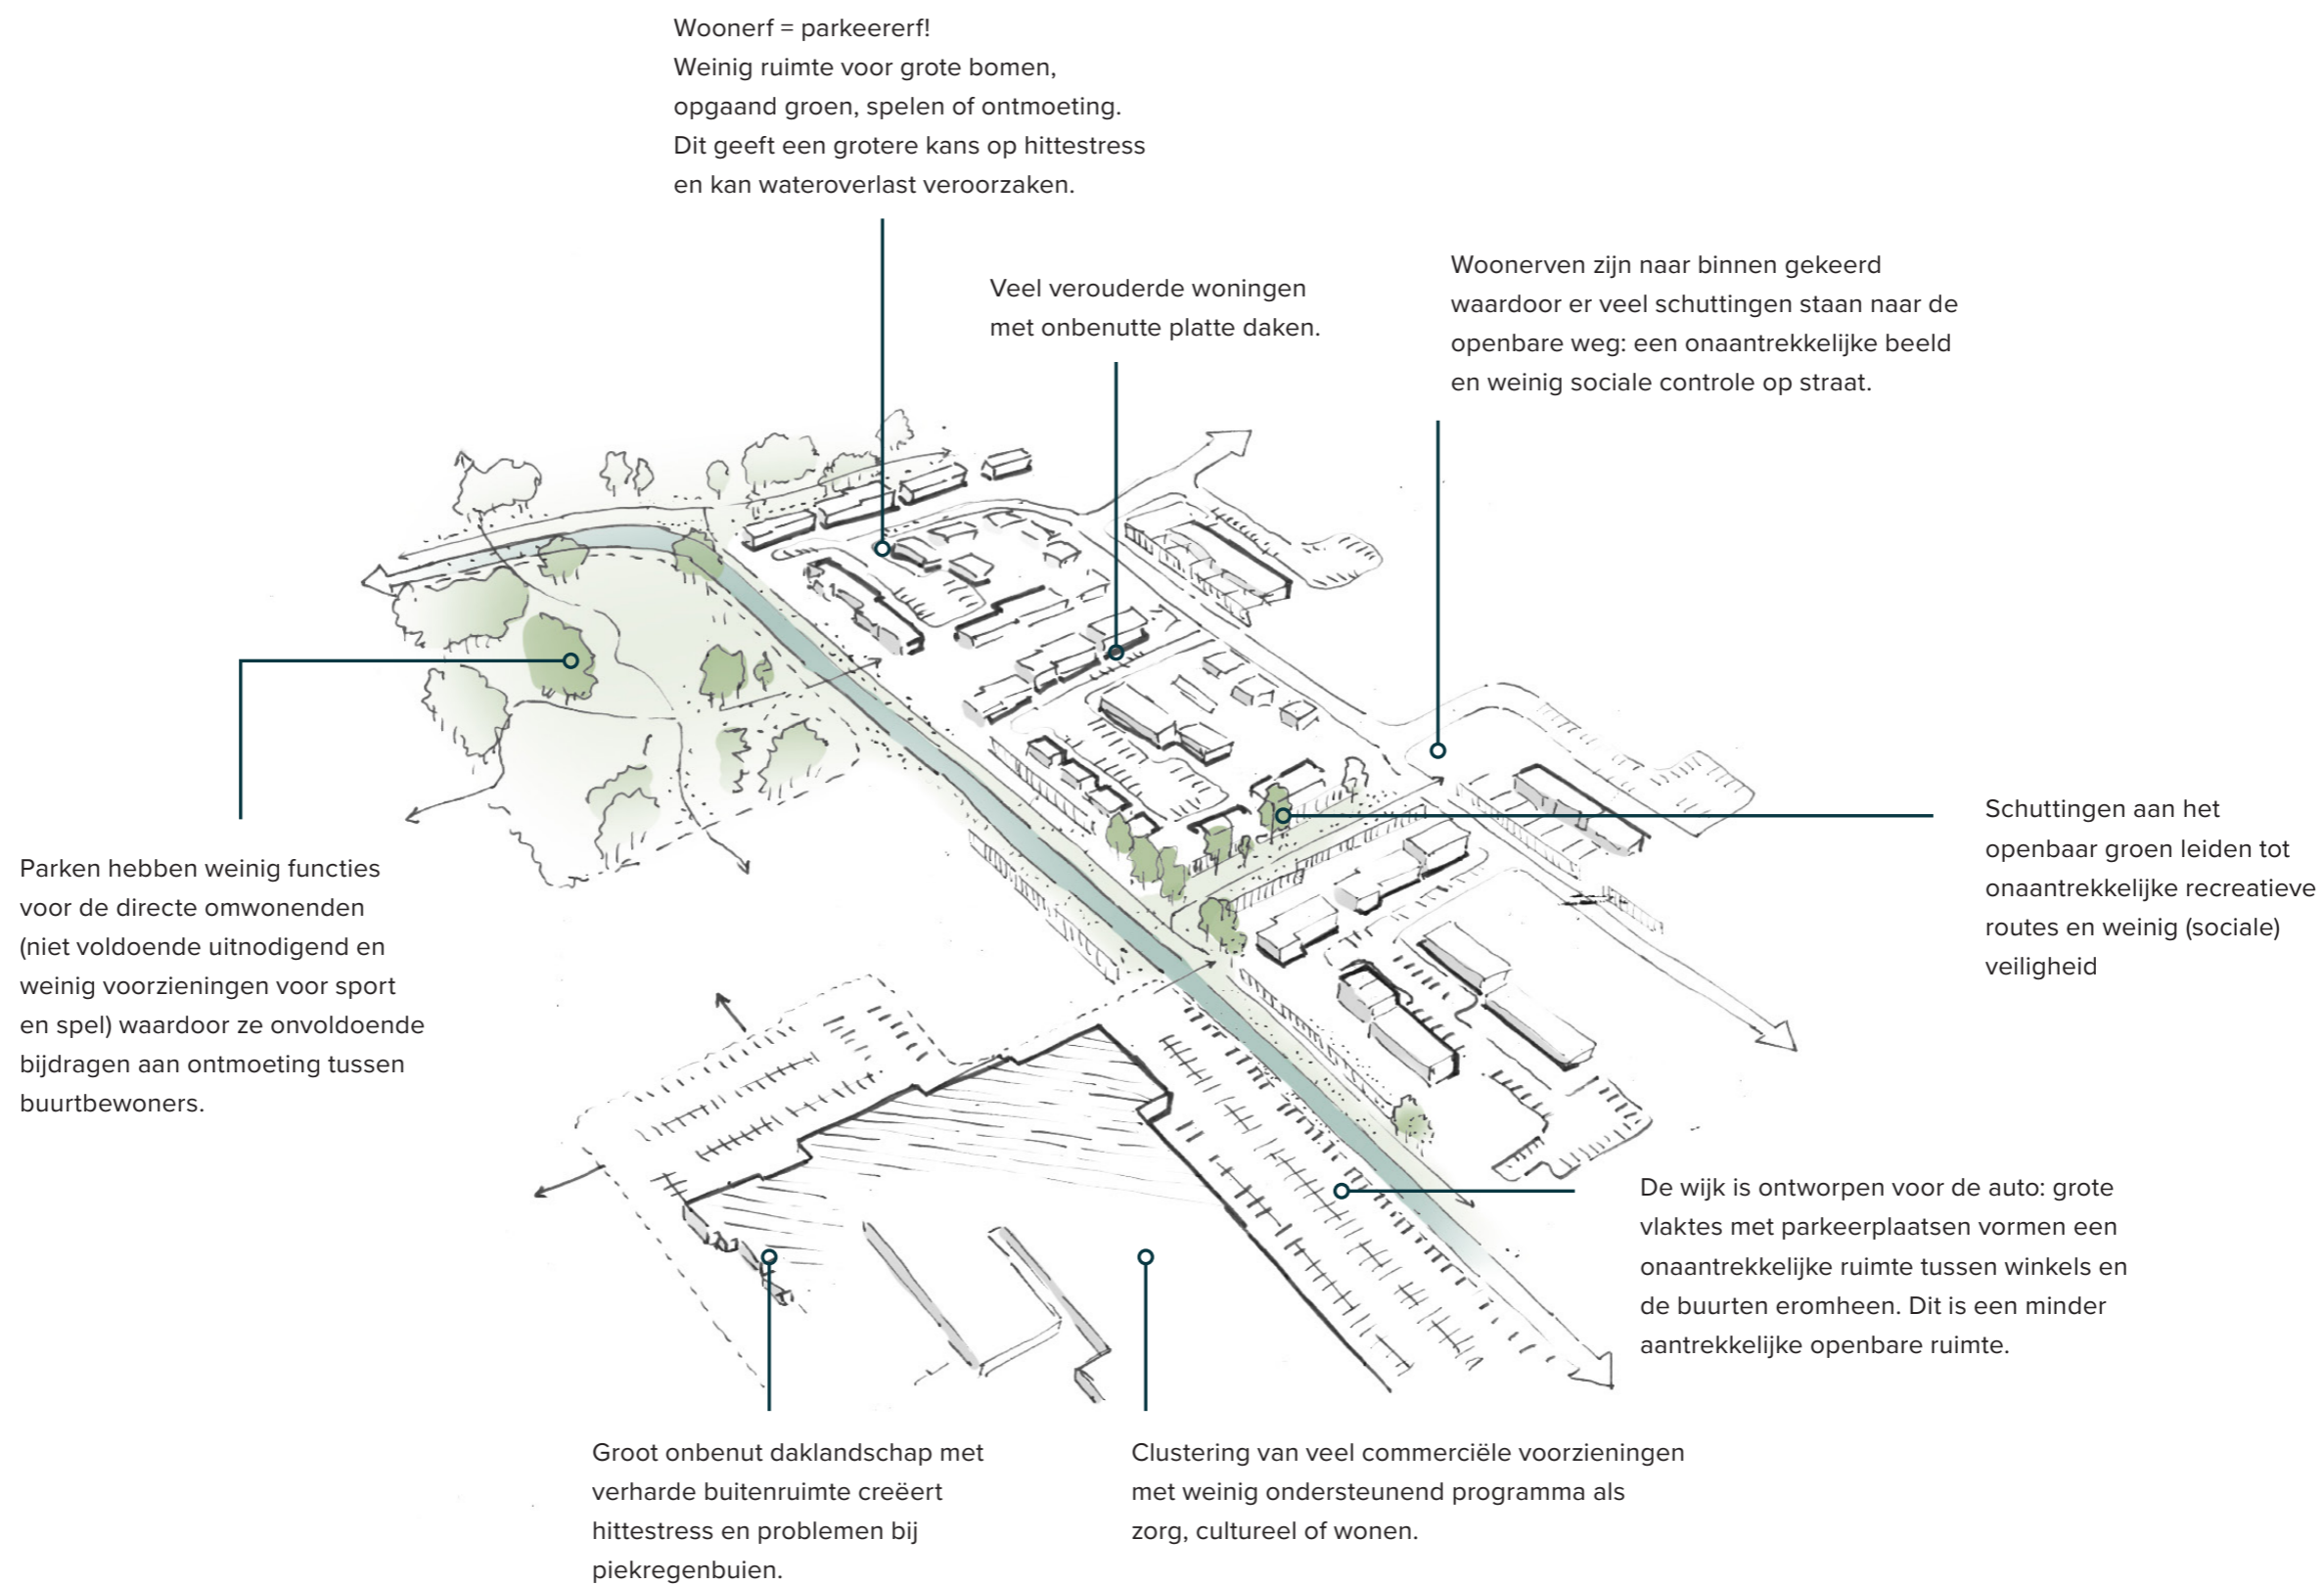 Woonerf = parkeererf!
Weinig ruimte voor grote bomen,
opgaand groen, spelen of ontmoeting.
Dit geeft een grotere kans op hittestress
en kan wateroverlast veroorzaken.
Veel verouderde woningen
met onbenutte platte daken.
Woonerven zijn naar binnen gekeerd
waardoor er veel schuttingen staan naar de
openbare weg: een onaantrekkelijke beeld
en weinig sociale controle op straat.
Schuttingen aan het
openbaar groen leiden tot
onaantrekkelijke recreatieve
routes en weinig (sociale)
veiligheid
Parken hebben weinig functies
voor de directe omwonenden
(niet voldoende uitnodigend en
weinig voorzieningen voor sport
en spel) waardoor ze onvoldoende
bijdragen aan ontmoeting tussen
buurtbewoners.
De wijk is ontworpen voor de auto: grote
vlaktes met parkeerplaatsen vormen een
onaantrekkelijke ruimte tussen winkels en
de buurten eromheen. Dit is een minder
aantrekkelijke openbare ruimte.
Groot onbenut daklandschap met
verharde buitenruimte creëert
hittestress en problemen bij
piekregenbuien.
Clustering van veel commerciële voorzieningen
met weinig ondersteunend programma als
zorg, cultureel of wonen.